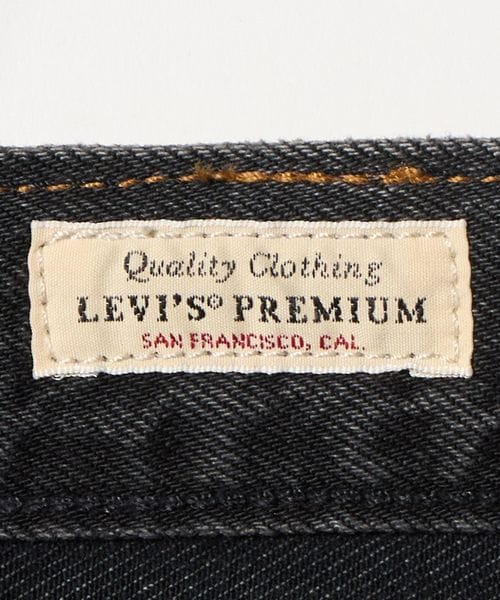 Quality Clothing
LEVI'S® PREMIUM
SAN FRANCISCO, CAL.